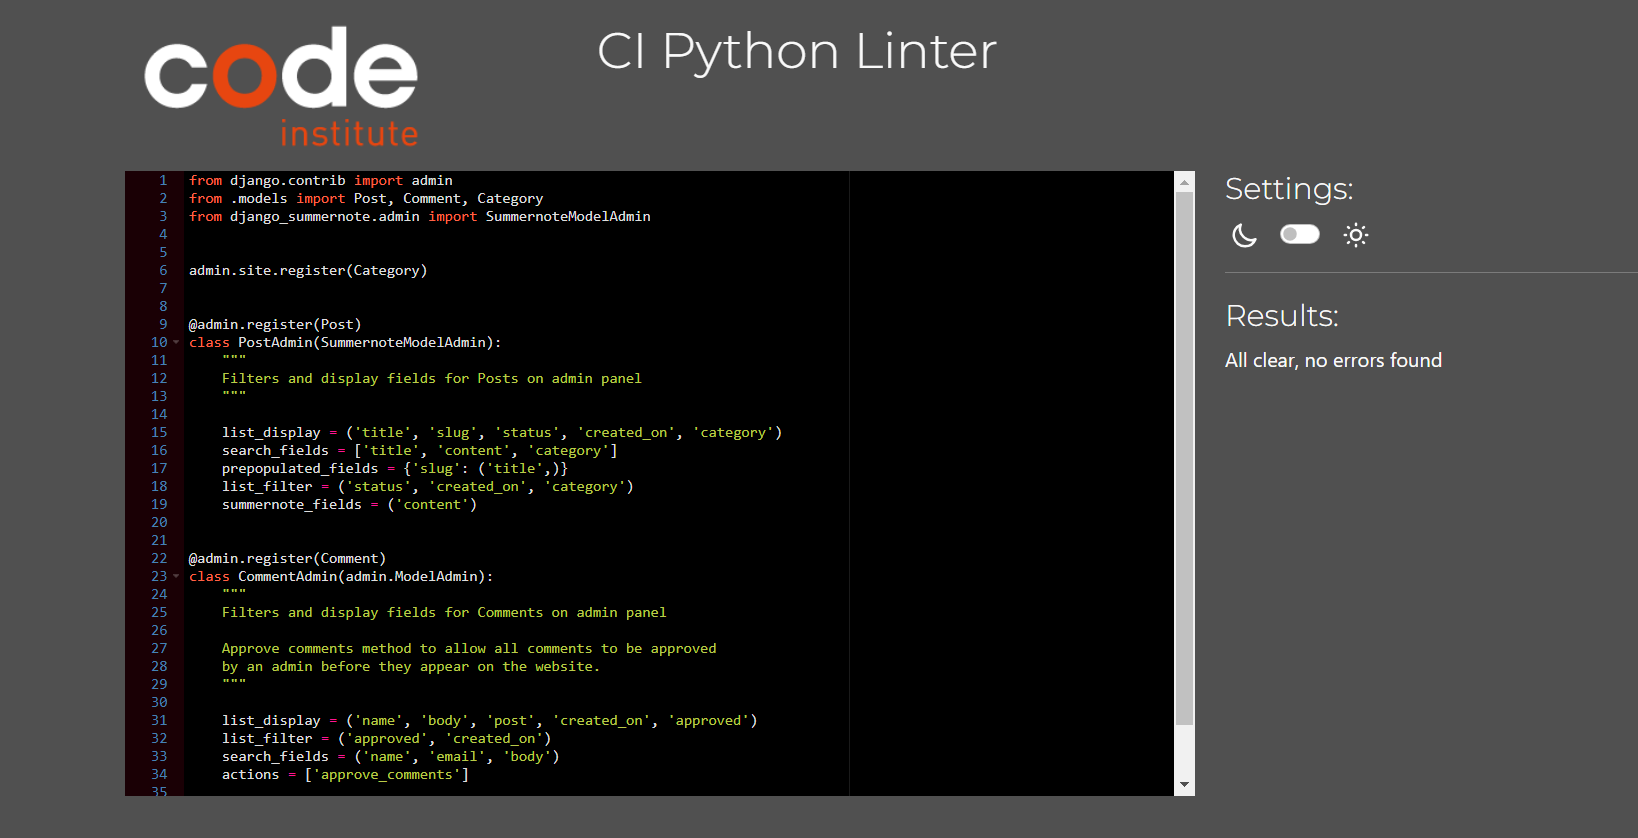 code
institute
CI Python Linter
1 from django.contrib import admin
2 from .models import Post, Comment, Category
3 from django_summernote.admin import SummernoteModelAdmin
4
5
6 admin.site.register(Category)
7
8
9 @admin.register(Post)
10 class PostAdmin(SummernoteModelAdmin):
11     """
12     Filters and display fields for Posts on admin panel
13     """
14
15     list_display = ('title', 'slug', 'status', 'created_on', 'category')
16     search_fields = ['title', 'content', 'category']
17     prepopulated_fields = {'slug': ('title',)}
18     list_filter = ('status', 'created_on', 'category')
19     summernote_fields = ('content')
20
21
22 @admin.register(Comment)
23 class CommentAdmin(admin.ModelAdmin):
24     """
25     Filters and display fields for Comments on admin panel
26
27     Approve comments method to allow all comments to be approved
28     by an admin before they appear on the website.
29     """
30
31     list_display = ('name', 'body', 'post', 'created_on', 'approved')
32     list_filter = ('approved', 'created_on')
33     search_fields = ('name', 'email', 'body')
34     actions = ['approve_comments']
35
Settings:
Results:
All clear, no errors found